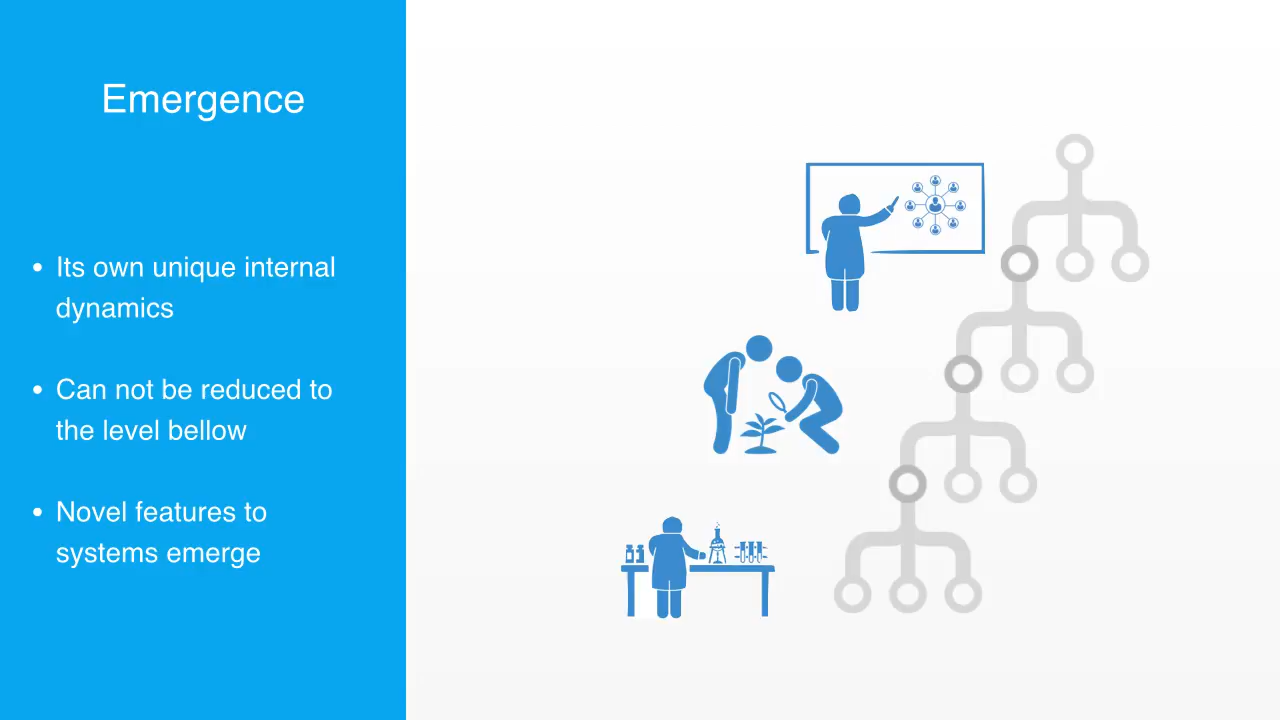 Emergence
• Its own unique internal
dynamics
• Can not be reduced to
the level bellow
• Novel features to
systems emerge